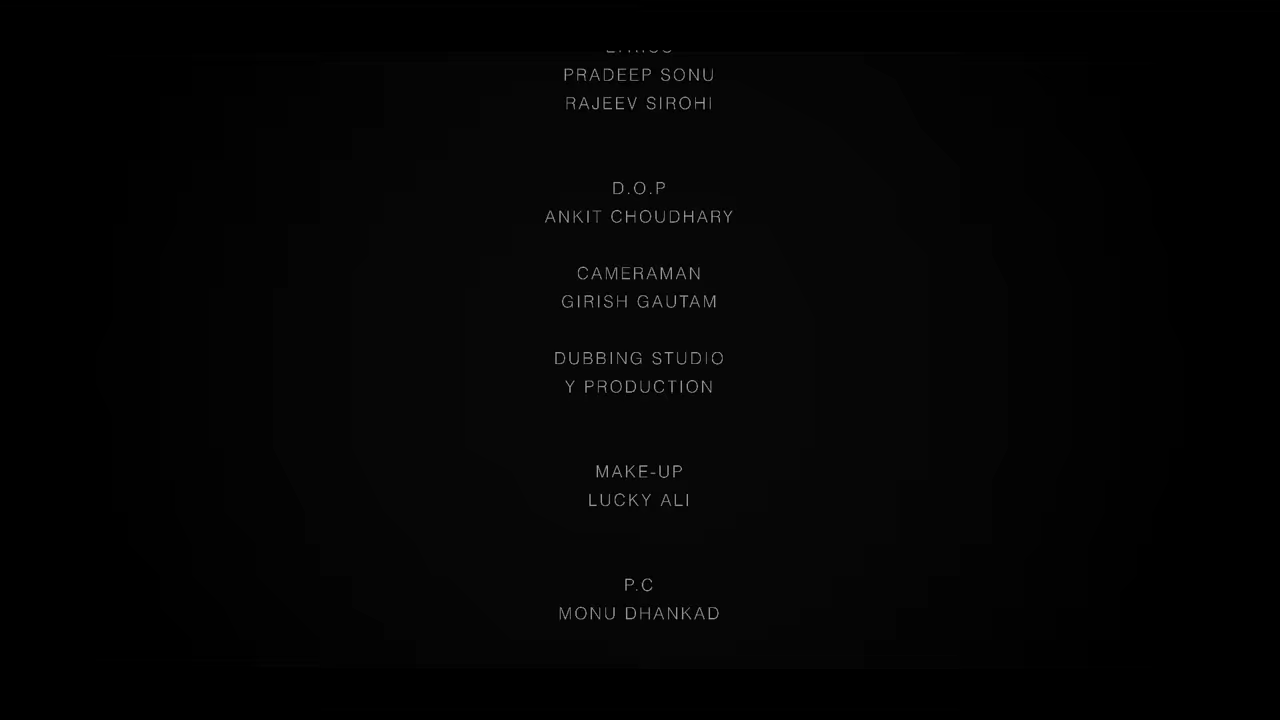 PRADEEP SONU
RAJEEV SIROHI
D.O.P
ANKIT CHOUDHARY
CAMERAMAN
GIRISH GAUTAM
DUBBING STUDIO
Y PRODUCTION
MAKE-UP
LUCKY ALI
P.C
MONU DHANKAD